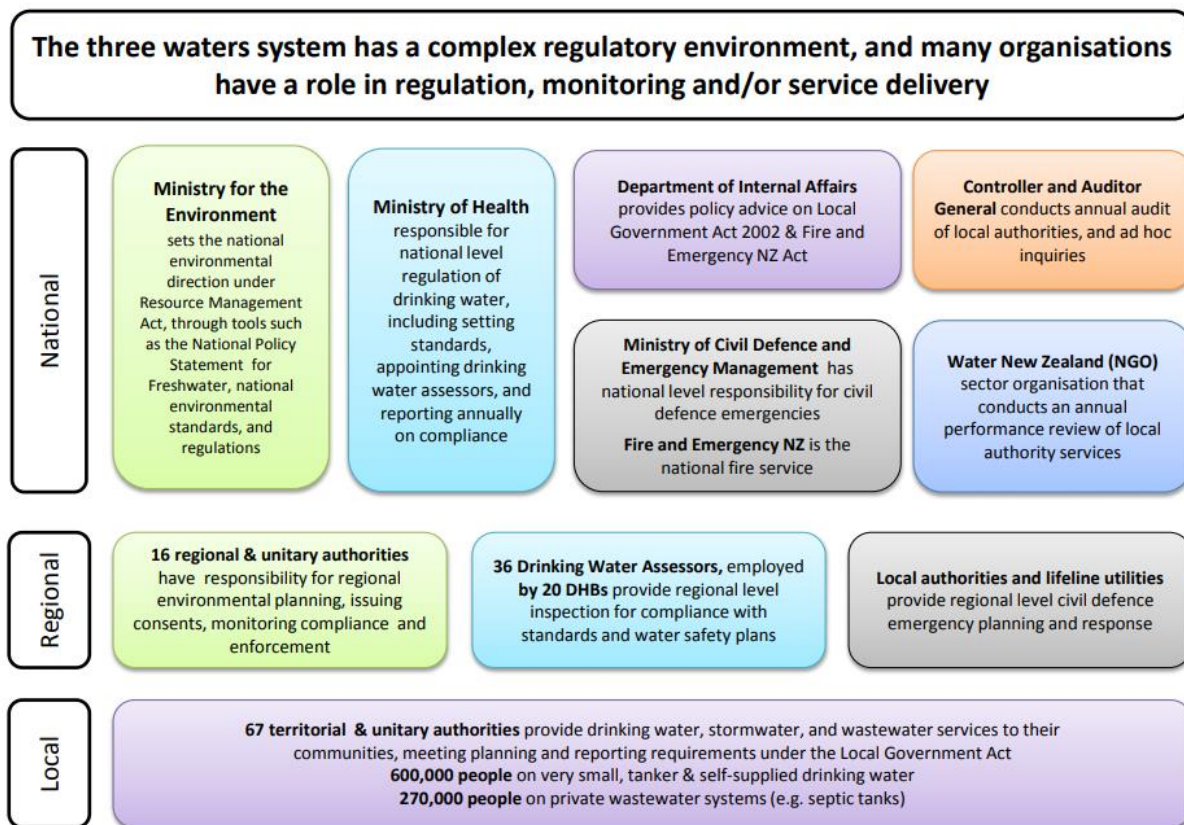 The three waters system has a complex regulatory environment, and many organisations
have a role in regulation, monitoring and/or service delivery
National
Ministry for the
Environment
sets the national
environmental
direction under
Resource Management
Act, through tools such
as the National Policy
Statement for
Freshwater, national
environmental
standards, and
regulations
Ministry of Health
responsible for
national level
regulation of
drinking water,
including setting
standards,
appointing drinking
water assessors, and
reporting annually
on compliance
Department of Internal Affairs
provides policy advice on Local
Government Act 2002 & Fire and
Emergency NZ Act
Controller and Auditor
General conducts annual audit
of local authorities, and ad hoc
inquiries
Ministry of Civil Defence and
Emergency Management has
national level responsibility for civil
defence emergencies
Fire and Emergency NZ is the
national fire service
Water New Zealand (NGO)
sector organisation that
conducts an annual
performance review of local
authority services
Regional
16 regional & unitary authorities
have responsibility for regional
environmental planning, issuing
consents, monitoring compliance and
enforcement
36 Drinking Water Assessors, employed
by 20 DHBs provide regional level
inspection for compliance with
standards and water safety plans
Local authorities and lifeline utilities
provide regional level civil defence
emergency planning and response
Local
67 territorial & unitary authorities provide drinking water, stormwater, and wastewater services to their
communities, meeting planning and reporting requirements under the Local Government Act
600,000 people on very small, tanker & self-supplied drinking water
270,000 people on private wastewater systems (e.g. septic tanks)